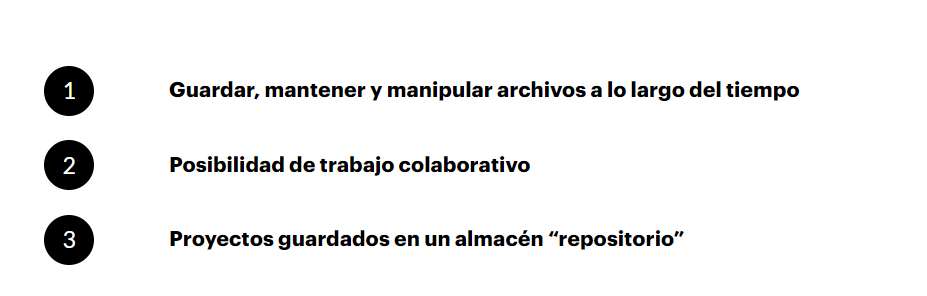 1 Guardar, mantener y manipular archivos a lo largo del tiempo
2 Posibilidad de trabajo colaborativo
3 Proyectos guardados en un almacén “repositorio”